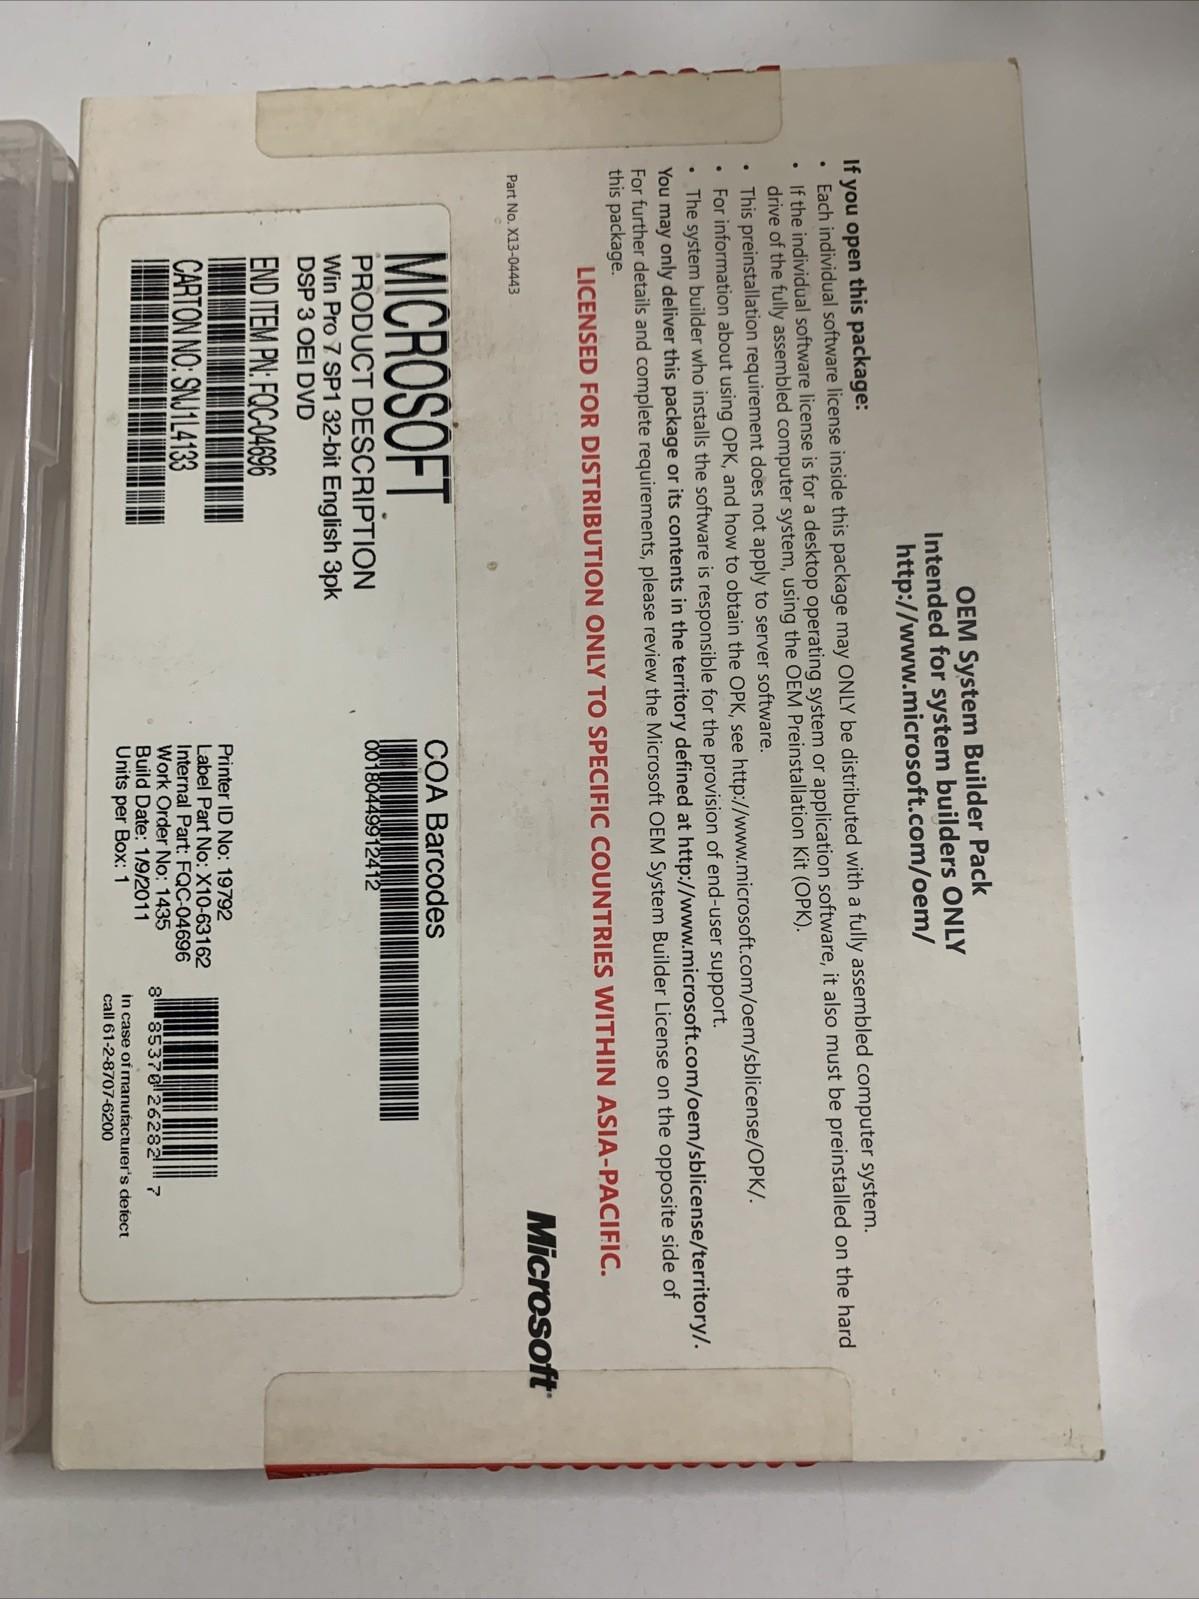 OEM System Builder Pack
Intended for system builders ONLY
http://www.microsoft.com/oem/
If you open this package:
• Each individual software license inside this package may ONLY be distributed with a fully assembled computer system.
• If the individual software license is for a desktop operating system or application software, it also must be preinstalled on the hard
drive of the fully assembled computer system, using the OEM Preinstallation Kit (OPK).
• This preinstallation requirement does not apply to server software.
• For information about using OPK, and how to obtain the OPK, see http://www.microsoft.com/oem/sblicense/OPK/.
• The system builder who installs the software is responsible for the provision of end-user support.
You may only deliver this package or its contents in the territory defined at http://www.microsoft.com/oem/sblicense/territory/.
For further details and complete requirements, please review the Microsoft OEM System Builder License on the opposite side of
this package.
LICENSED FOR DISTRIBUTION ONLY TO SPECIFIC COUNTRIES WITHIN ASIA-PACIFIC.
Part No. X13-04443
Microsoft®
MICROSOFT
PRODUCT DESCRIPTION
Win Pro 7 SP1 32-bit English 3pk
DSP 3 OEI DVD
END ITEM PN: FQC-04696
CARTON NO: SNJ1L4133
COA Barcodes
00180449912412
Printer ID No: 19792
Label Part No: X10-63162
Internal Part: FQC-04696
Work Order No: 1435
Build Date: 1/9/2011
Units per Box: 1
8 85370 26282 7
In case of manufacturer's defect
call 61-2-8707-6200